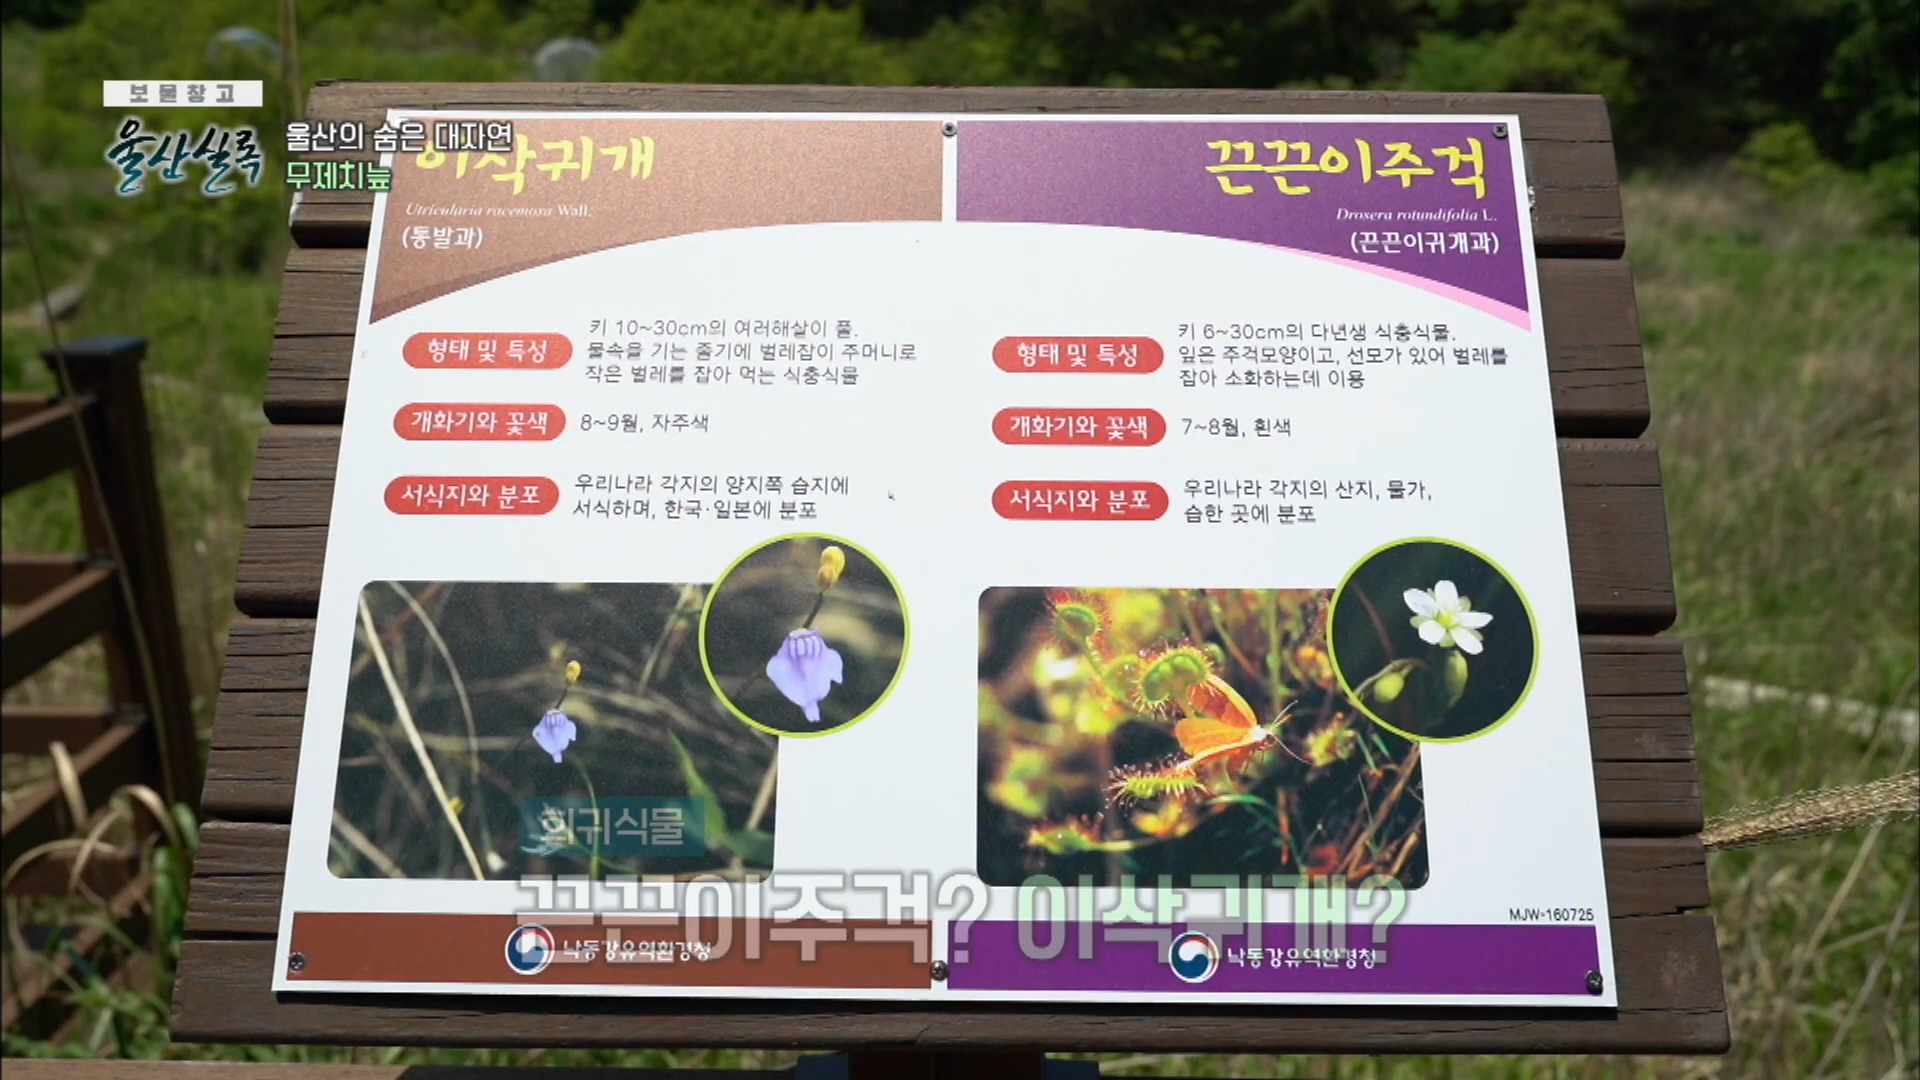 보물창고
울산실록
울산의 숨은 대자연
무제치늪
이삭귀개
Utricularia racemosa Wall.
(통발과)
형태 및 특성
키 10~30cm의 여러해살이 풀.
물속을 기는 줄기에 벌레잡이 주머니로
작은 벌레를 잡아 먹는 식충식물
개화기와 꽃색
8~9월, 자주색
서식지와 분포
우리나라 각지의 양지쪽 습지에
서식하며, 한국·일본에 분포
낙동강유역환경청
끈끈이주걱
Drosera rotundifolia L.
(끈끈이귀개과)
형태 및 특성
키 6~30cm의 다년생 식충식물.
잎은 주걱모양이고, 선모가 있어 벌레를
잡아 소화하는데 이용
개화기와 꽃색
7~8월, 흰색
서식지와 분포
우리나라 각지의 산지, 물가,
습한 곳에 분포
MJW-160725
낙동강유역환경청
희귀식물
끈끈이주걱? 이삭귀개?